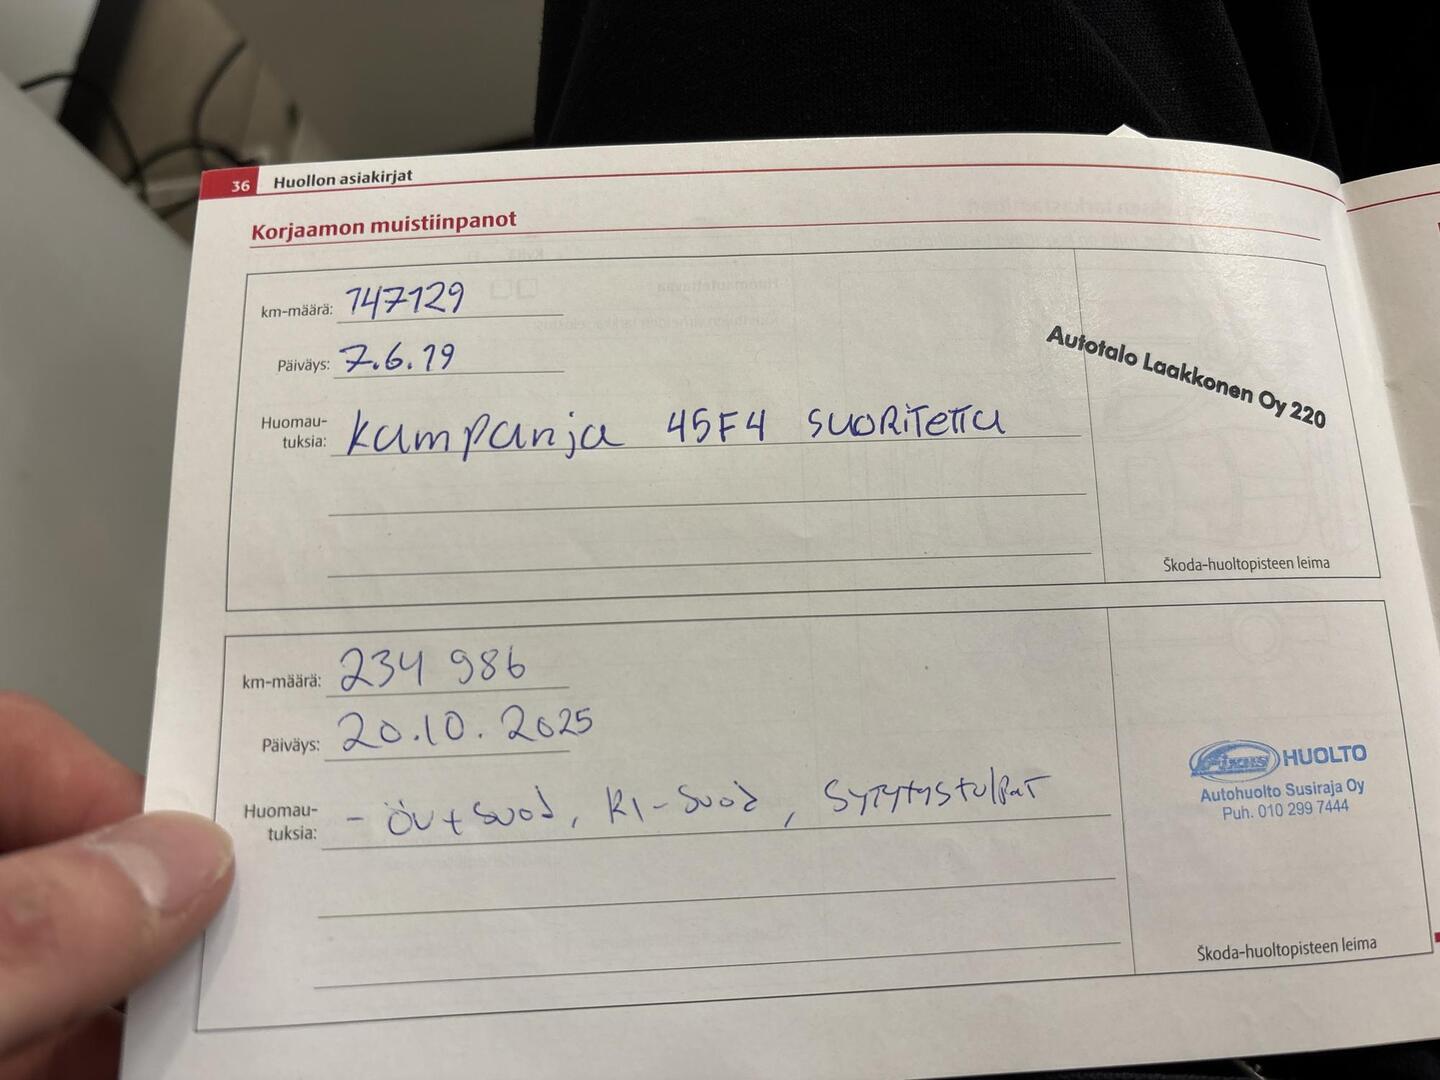 36 Huollon asiakirjat
Korjaamon muistiinpanot
km-määrä: 147129
Päiväys: 7.6.19
Huomau-
tuksia: kampanja 45F4 suoritettu
Autotalo Laakkonen Oy 220
Škoda-huoltopisteen leima
km-määrä: 234 986
Päiväys: 20.10.2025
Huomau-
tuksia: - Öv + suod, RI-suod, sytytystulpat
Fixus HUOLTO
Autohuolto Susiraja Oy
Puh. 010 299 7444
Škoda-huoltopisteen leima